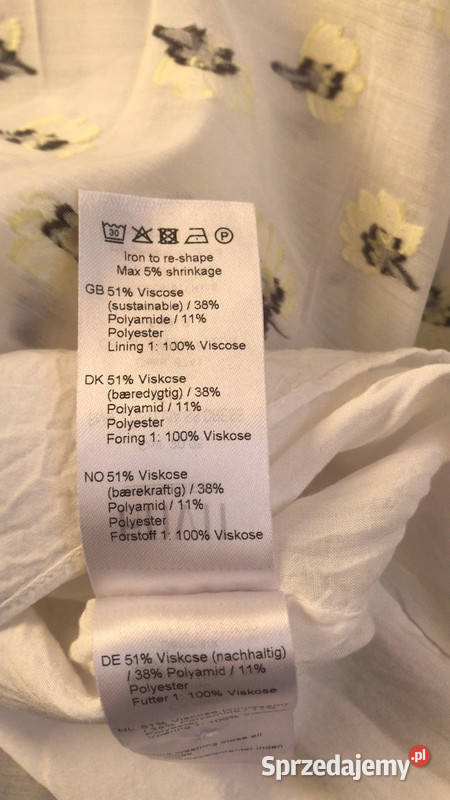 30
P
Iron to re-shape
Max 5% shrinkage
GB 51% Viscose
(sustainable) / 38%
Polyamide / 11%
Polyester
Lining 1: 100% Viscose
DK 51% Viskose
(bæredygtig) / 38%
Polyamid / 11%
Polyester
Foring 1: 100% Viskose
NO 51% Viskose
(bærekraftig) / 38%
Polyamid / 11%
Polyester
Forstoff 1: 100% Viskose
DE 51% Viskose (nachhaltig)
/ 38% Polyamid / 11%
Polyester
Futter 1: 100% Viskose
Sprzedajemy.pl